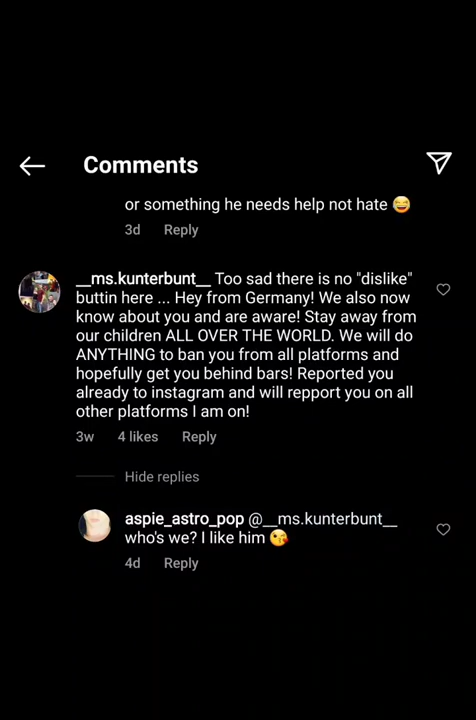 Comments
or something he needs help not hate 😂
3d Reply
__ms.kunterbunt__ Too sad there is no "dislike"
buttin here ... Hey from Germany! We also now
know about you and are aware! Stay away from
our children ALL OVER THE WORLD. We will do
ANYTHING to ban you from all platforms and
hopefully get you behind bars! Reported you
already to instagram and will repport you on all
other platforms I am on!
3w 4 likes Reply
Hide replies
aspie_astro_pop @__ms.kunterbunt__
who's we? I like him 😘
4d Reply